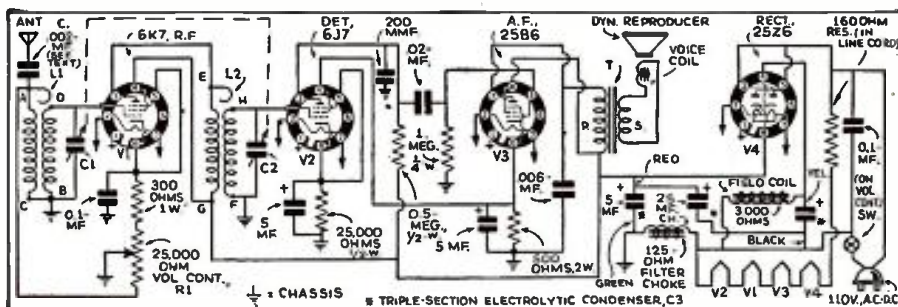 ANT
C.
.00
MF.
(SEE
TEXT)
L1
6K7, R.F
DET.,
6J7
200
MMF.
.02-
MF.
A.F.,
25B6
DYN. REPRODUCER
VOICE
COIL
RECT.,
25Z6
160 OHM
RES. (IN
LINE CORD)
A
D
E
L2
H
T
R
S
C1
V1
C2
V2
1-
MEG.,
1/4-W.
V3
V4
0.1-
MF.
C
B
G
F
RED
.006-
MF.
FIELD COIL
3,000
OHMS
YEL.
(ON
VOL.
CONT.)
SW.
0.1-
MF.
300
OHMS
1W.
5
MF.
25,000
OHMS
1/2-W
0.5-
MEG.,
1/2-W
5 MF.
5
MF.
*
CH.
*
*
BLACK
25,000
OHM
VOL CONT.
R1
500
OHMS, 2W.
GREEN
125-
OHM
FILTER
CHOKE
V2 V1 V3 V4
= CHASSIS
* TRIPLE-SECTION ELECTROLYTIC CONDENSER, C3
110V., A.C.-D.C.